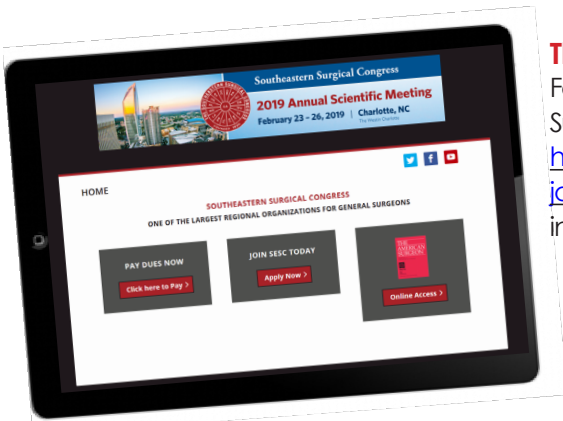 Southeastern Surgical Congress
2019 Annual Scientific Meeting
February 23 - 26, 2019 | Charlotte, NC
The Westin Charlotte
HOME
SOUTHEASTERN SURGICAL CONGRESS
ONE OF THE LARGEST REGIONAL ORGANIZATIONS FOR GENERAL SURGEONS
PAY DUES NOW
Click here to Pay >
JOIN SESC TODAY
Apply Now >
THE
AMERICAN
SURGEON
Online Access >